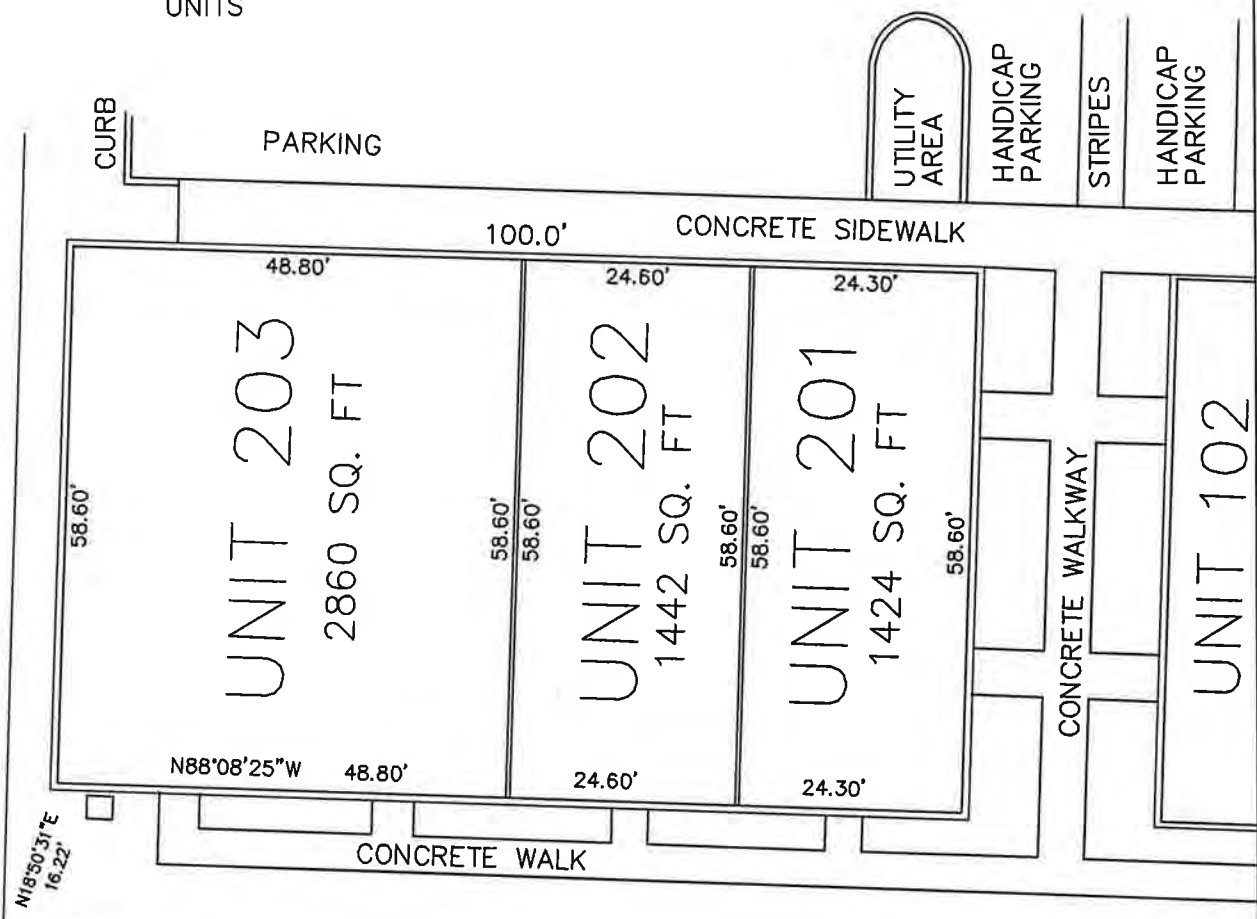 UNITS
CURB
PARKING
UTILITY
AREA
HANDICAP
PARKING
STRIPES
HANDICAP
PARKING
100.0'
CONCRETE SIDEWALK
48.80'
24.60'
24.30'
58.60'
UNIT 203
2860 SQ. FT
58.60'
58.60'
UNIT 202
1442 SQ. FT
58.60'
58.60'
UNIT 201
1424 SQ. FT
58.60'
CONCRETE WALKWAY
UNIT 102
N88°08'25"W
48.80'
24.60'
24.30'
N18°50'31"E
16.22'
CONCRETE WALK